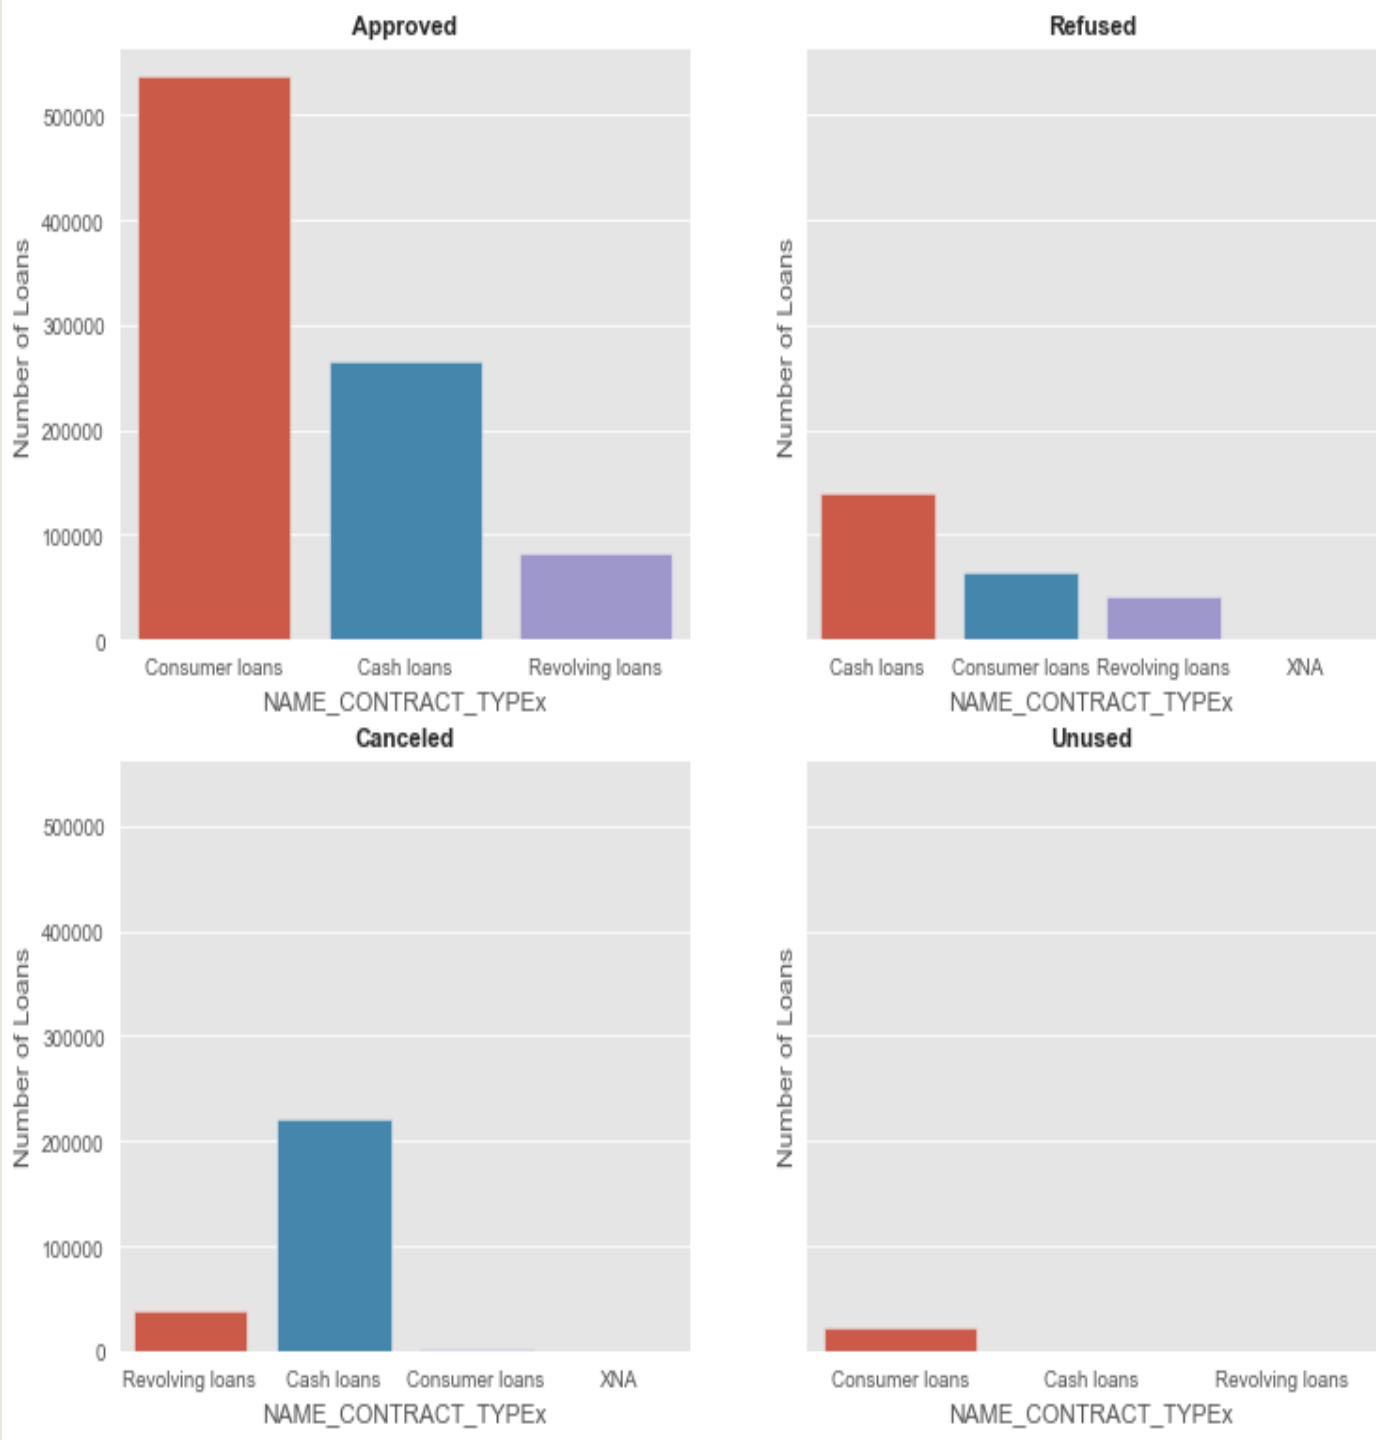 Approved
500000
400000
300000
200000
100000
0
Number of Loans
Consumer loans Cash loans Revolving loans
NAME_CONTRACT_TYPEx
Refused
Number of Loans
Cash loans Consumer loans Revolving loans XNA
NAME_CONTRACT_TYPEx
Canceled
500000
400000
300000
200000
100000
0
Number of Loans
Revolving loans Cash loans Consumer loans XNA
NAME_CONTRACT_TYPEx
Unused
Number of Loans
Consumer loans Cash loans Revolving loans
NAME_CONTRACT_TYPEx